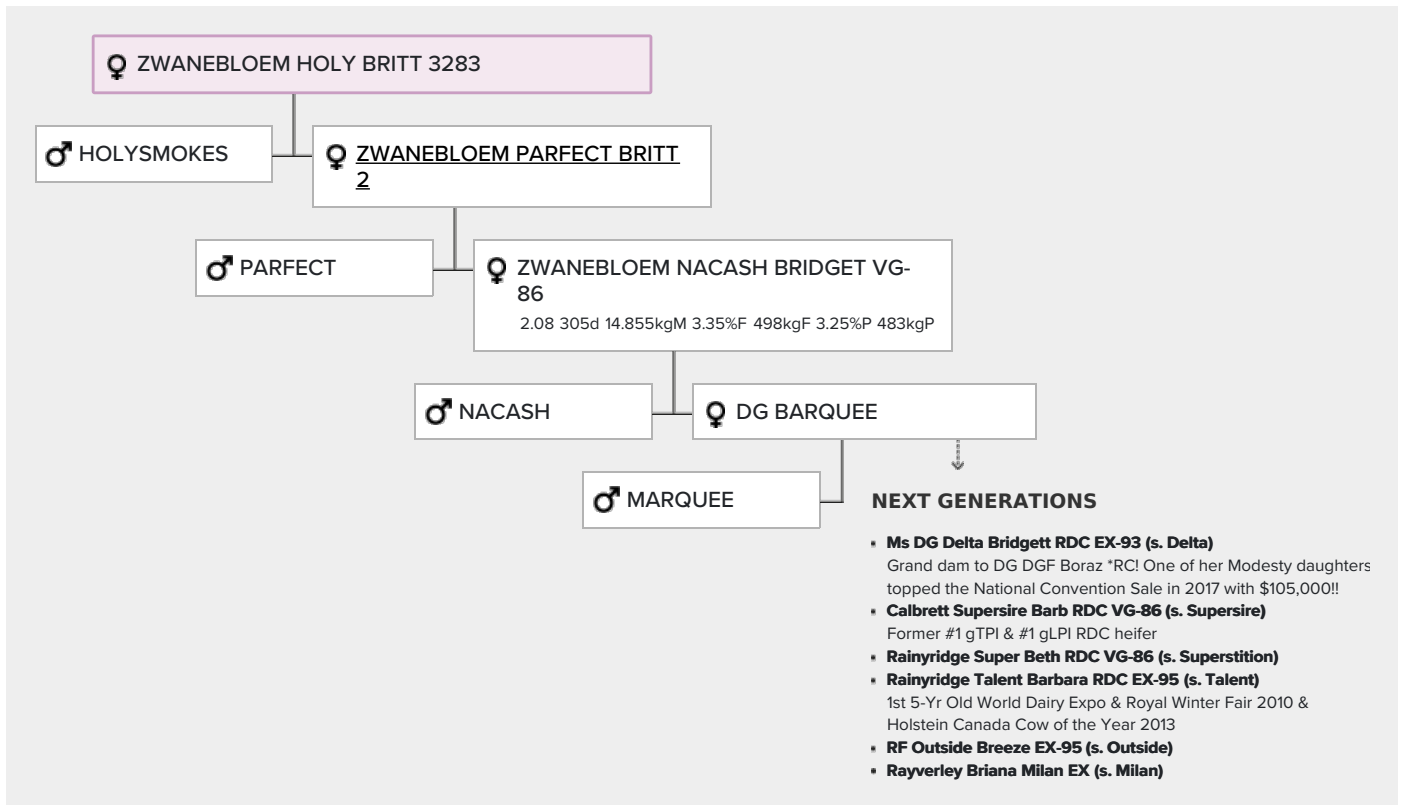 ZWANEBLOEM HOLY BRITT 3283
HOLYSMOKES
ZWANEBLOEM PARFECT BRITT
2
PARFECT
ZWANEBLOEM NACASH BRIDGET VG-
86
2.08 305d 14.855kgM 3.35%F 498kgF 3.25%P 483kgP
NACASH
DG BARQUEE
MARQUEE
NEXT GENERATIONS
Ms DG Delta Bridgett RDC EX-93 (s. Delta)
Grand dam to DG DGF Boraz *RC! One of her Modesty daughters
topped the National Convention Sale in 2017 with $105,000!!
Calbrett Supersire Barb RDC VG-86 (s. Supersire)
Former #1 gTPI & #1 gLPI RDC heifer
Rainyridge Super Beth RDC VG-86 (s. Superstition)
Rainyridge Talent Barbara RDC EX-95 (s. Talent)
1st 5-Yr Old World Dairy Expo & Royal Winter Fair 2010 &
Holstein Canada Cow of the Year 2013
RF Outside Breeze EX-95 (s. Outside)
Rayverley Briana Milan EX (s. Milan)